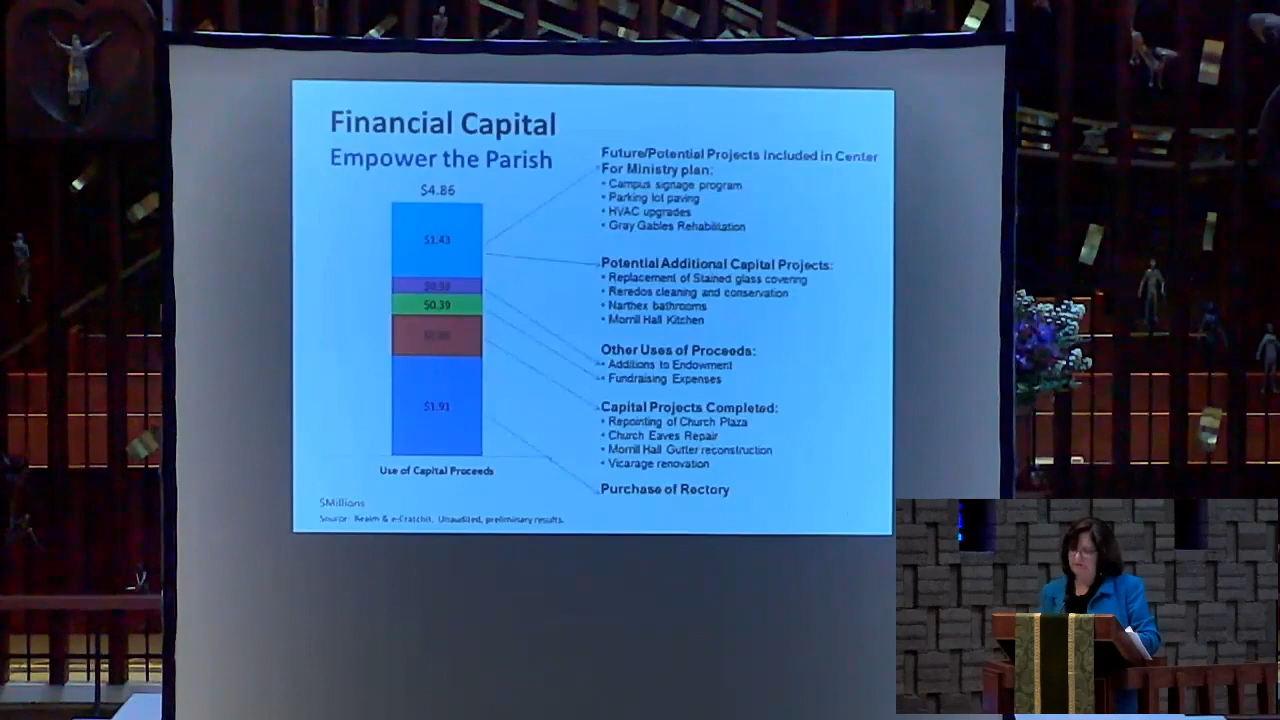 Financial Capital
Empower the Parish
$4.86
$1.43
$0.39
$1.91
Use of Capital Proceeds
$Millions
Unaudited, preliminary results.
Future/Potential Projects Included in Center
For Ministry plan:
• Campus signage program
• Parking lot paving
• HVAC upgrades
• Gray Gables Rehabilitation
Potential Additional Capital Projects:
• Replacement of Stained glass covering
• Reredos cleaning and conservation
• Narthex bathrooms
• Morrill Hall Kitchen
Other Uses of Proceeds:
• Additions to Endowment
• Fundraising Expenses
Capital Projects Completed:
• Repointing of Church Plaza
• Church Eaves Repair
• Morrill Hall Gutter reconstruction
• Vicarage renovation
Purchase of Rectory